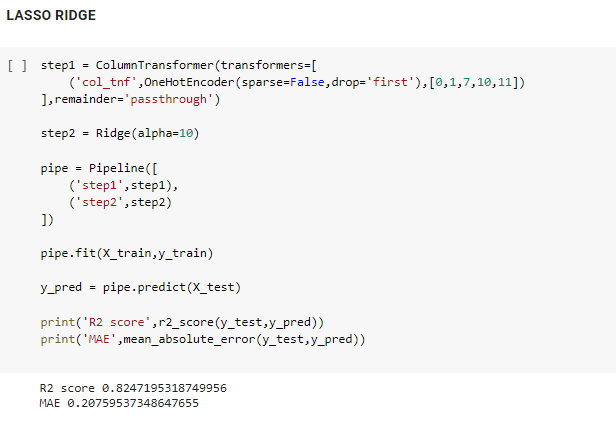 LASSO RIDGE
[ ] step1 = ColumnTransformer(transformers=[
('col_tnf',OneHotEncoder(sparse=False,drop='first'),[0,1,7,10,11])
],remainder='passthrough')
step2 = Ridge(alpha=10)
pipe = Pipeline([
('step1',step1),
('step2',step2)
])
pipe.fit(X_train,y_train)
y_pred = pipe.predict(X_test)
print('R2 score',r2_score(y_test,y_pred))
print('MAE',mean_absolute_error(y_test,y_pred))
R2 score 0.8247195318749956
MAE 0.20759537348647655